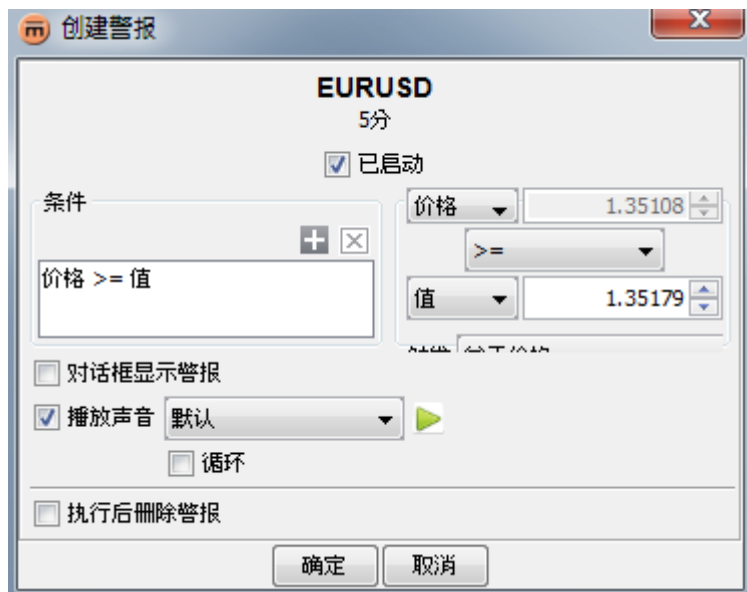 创建警报
EURUSD
5分
已启动
条件
价格 >= 值
价格 1.35108
>=
值 1.35179
对话框显示警报
播放声音 默认
循环
执行后删除警报
确定 取消